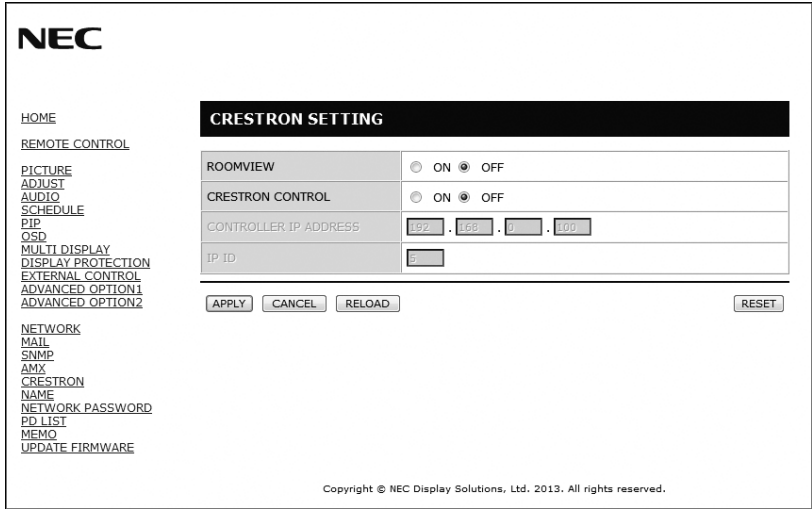 NEC
HOME
REMOTE CONTROL
PICTURE
ADJUST
AUDIO
SCHEDULE
PIP
OSD
MULTI DISPLAY
DISPLAY PROTECTION
EXTERNAL CONTROL
ADVANCED OPTION1
ADVANCED OPTION2
NETWORK
MAIL
SNMP
AMX
CRESTRON
NAME
NETWORK PASSWORD
PD LIST
MEMO
UPDATE FIRMWARE
CRESTRON SETTING
ROOMVIEW ON OFF
CRESTRON CONTROL ON OFF
CONTROLLER IP ADDRESS 192 . 168 . 0 . 100
IP ID 5
APPLY CANCEL RELOAD RESET
Copyright © NEC Display Solutions, Ltd. 2013. All rights reserved.